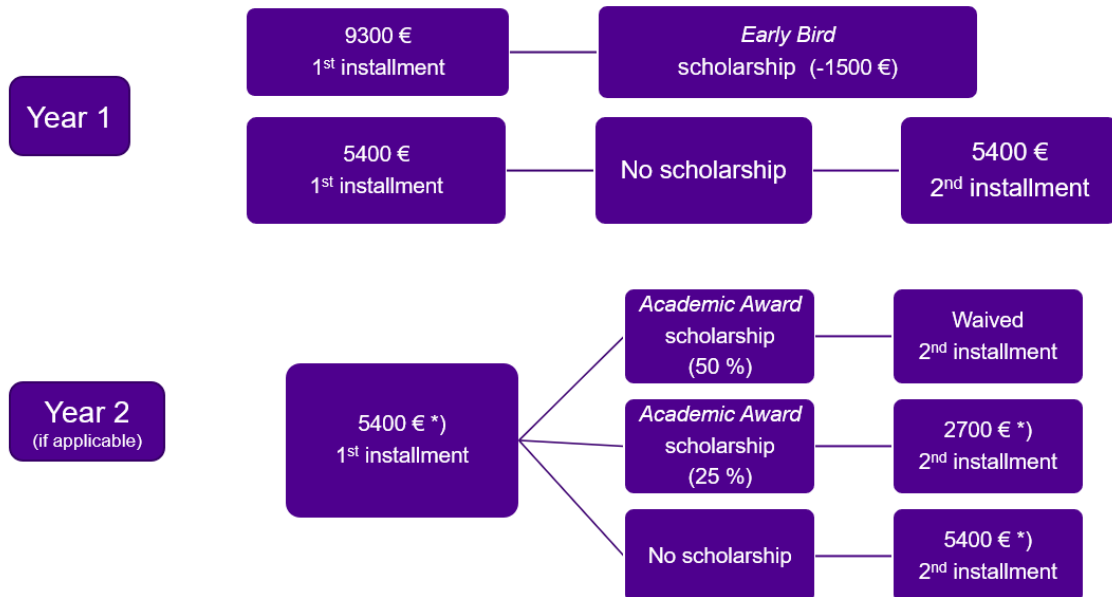 Year 1
9300 €
1st installment
Early Bird
scholarship (-1500 €)
5400 €
1st installment
No scholarship
5400 €
2nd installment
Year 2
(if applicable)
5400 € *)
1st installment
Academic Award
scholarship
(50 %)
Waived
2nd installment
Academic Award
scholarship
(25 %)
2700 € *)
2nd installment
No scholarship
5400 € *)
2nd installment